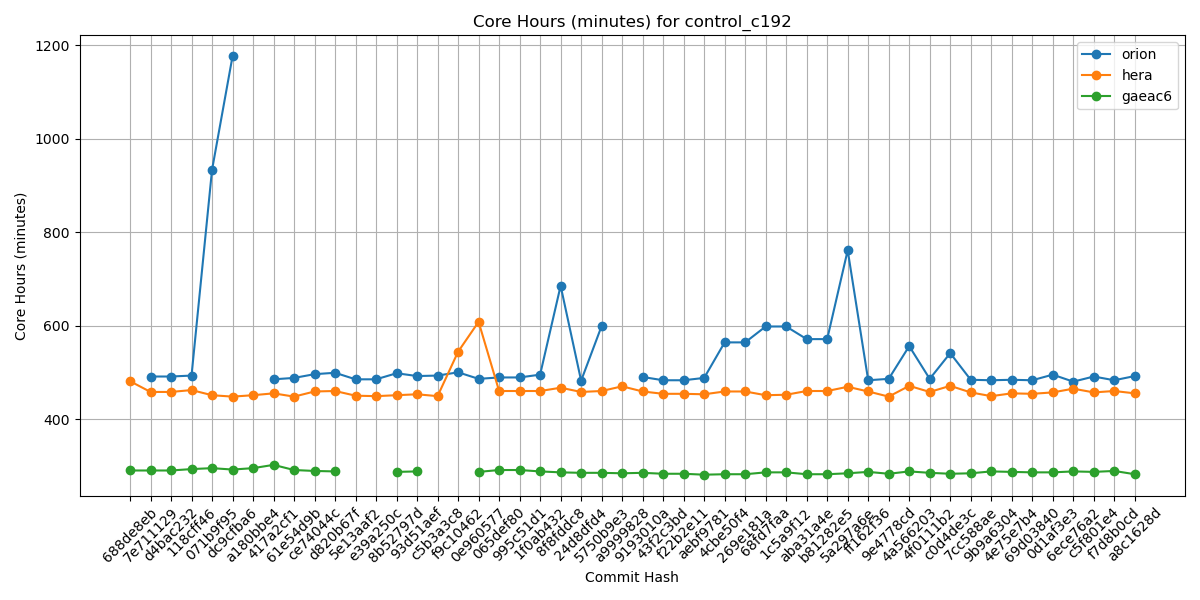 Core Hours (minutes) for control_c192
1200
1000
800
600
400
Core Hours (minutes)
orion
hera
gaeac6
688de8eb
7e711129
d4bac232
118cff46
071b9f95
dc9cfba6
a180bbe4
417a2cf1
61e54d9b
ce74044c
d820b67f
5e13aaf2
e39a250c
8b52797d
93d51aef
c5b3a3c8
f9c10462
0e960577
065def80
995c51d1
1f0ab432
8f6fddc8
24d8dfd4
5750b9e3
a9999828
9193010a
43f2c3bd
f22b2e11
aebf9781
4cbe50f4
269e181a
68fd7faa
1c5a9f12
aba31a4e
b81282e5
5a297a6e
ff162f36
9e4778cd
4a566203
4f0111b2
c0d4de3c
7cc588ae
9b9a6304
4e75e7b4
69d03840
0d1af3e3
6ece76a2
c5f801e4
f7d8b0cd
a8c1628d
Commit Hash